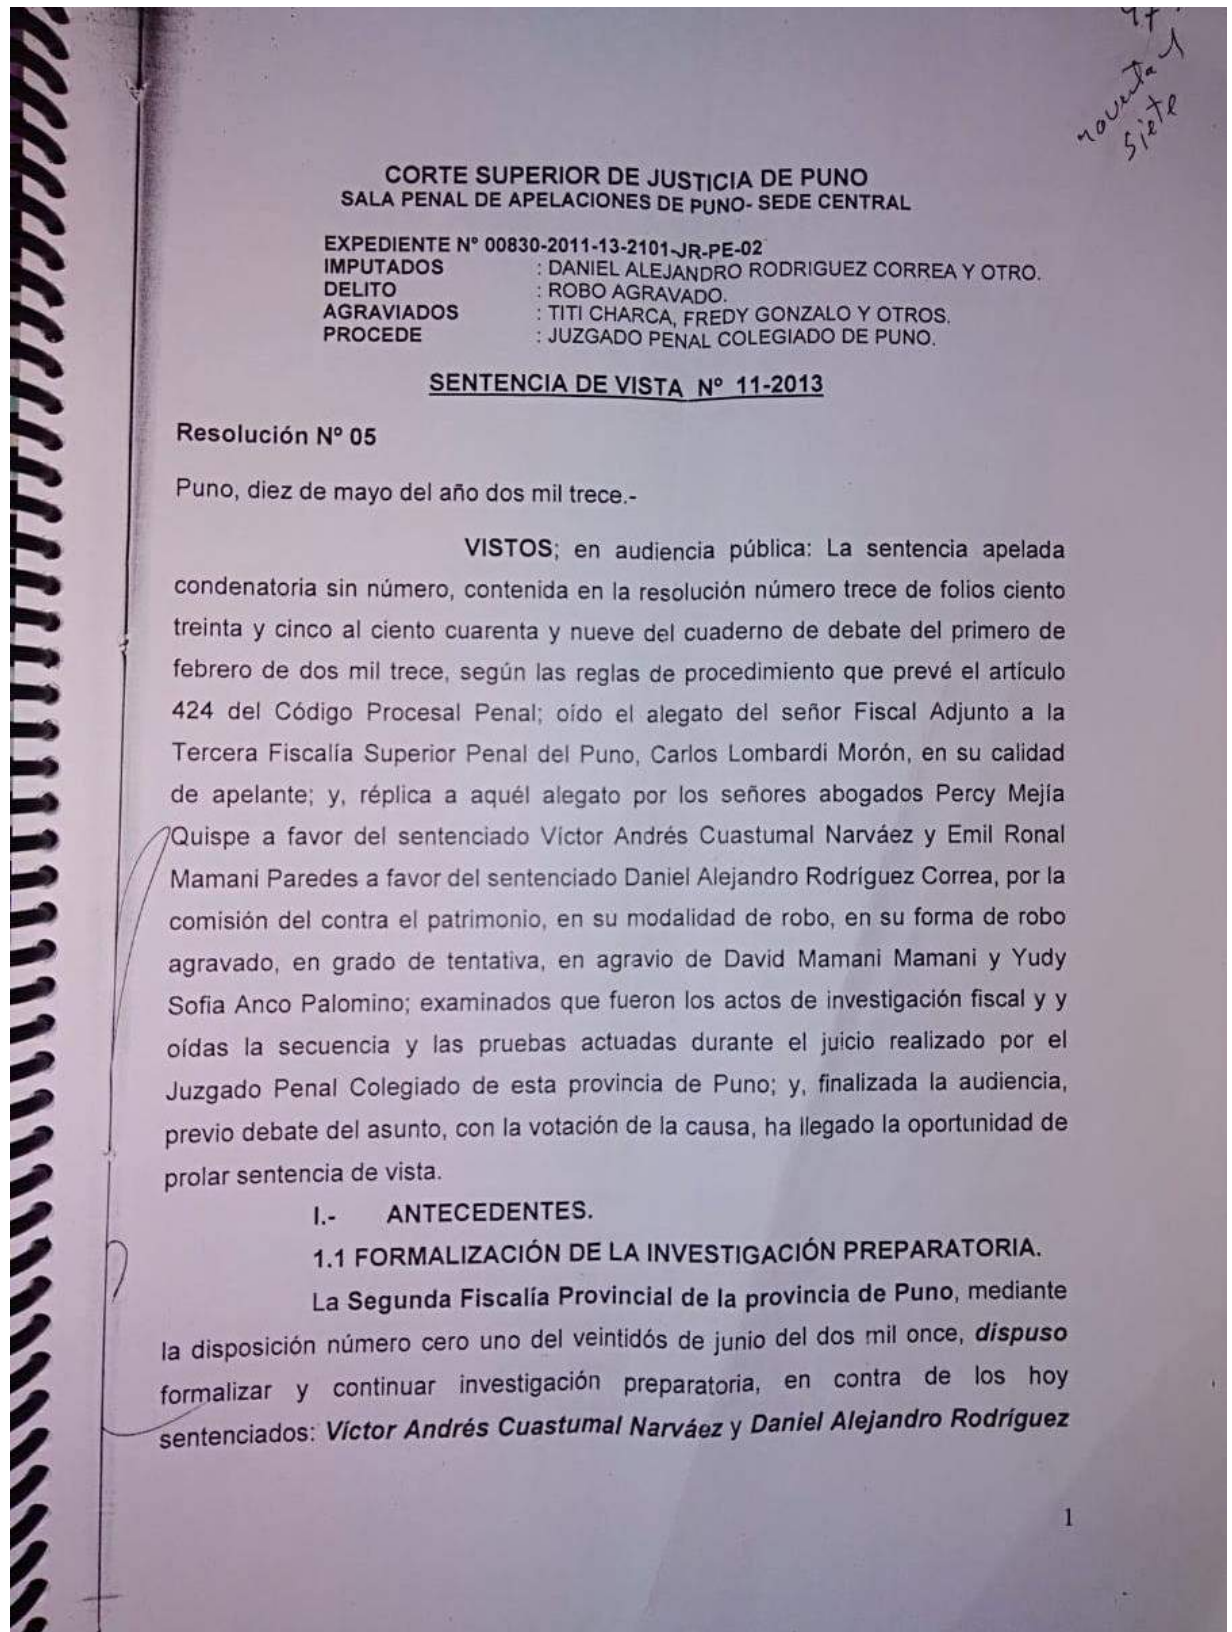 97
noventa y
siete
CORTE SUPERIOR DE JUSTICIA DE PUNO
SALA PENAL DE APELACIONES DE PUNO- SEDE CENTRAL
EXPEDIENTE Nº 00830-2011-13-2101-JR-PE-02
IMPUTADOS : DANIEL ALEJANDRO RODRIGUEZ CORREA Y OTRO.
DELITO : ROBO AGRAVADO.
AGRAVIADOS : TITI CHARCA, FREDY GONZALO Y OTROS.
PROCEDE : JUZGADO PENAL COLEGIADO DE PUNO.
SENTENCIA DE VISTA Nº 11-2013
Resolución Nº 05
Puno, diez de mayo del año dos mil trece.-
VISTOS; en audiencia pública: La sentencia apelada
condenatoria sin número, contenida en la resolución número trece de folios ciento
treinta y cinco al ciento cuarenta y nueve del cuaderno de debate del primero de
febrero de dos mil trece, según las reglas de procedimiento que prevé el artículo
424 del Código Procesal Penal; oído el alegato del señor Fiscal Adjunto a la
Tercera Fiscalía Superior Penal del Puno, Carlos Lombardi Morón, en su calidad
de apelante; y, réplica a aquél alegato por los señores abogados Percy Mejía
Quispe a favor del sentenciado Víctor Andrés Cuastumal Narváez y Emil Ronal
Mamani Paredes a favor del sentenciado Daniel Alejandro Rodríguez Correa, por la
comisión del contra el patrimonio, en su modalidad de robo, en su forma de robo
agravado, en grado de tentativa, en agravio de David Mamani Mamani y Yudy
Sofia Anco Palomino; examinados que fueron los actos de investigación fiscal y y
oídas la secuencia y las pruebas actuadas durante el juicio realizado por el
Juzgado Penal Colegiado de esta provincia de Puno; y, finalizada la audiencia,
previo debate del asunto, con la votación de la causa, ha llegado la oportunidad de
prolar sentencia de vista.
I.- ANTECEDENTES.
1.1 FORMALIZACIÓN DE LA INVESTIGACIÓN PREPARATORIA.
La Segunda Fiscalía Provincial de la provincia de Puno, mediante
la disposición número cero uno del veintidós de junio del dos mil once, dispuso
formalizar y continuar investigación preparatoria, en contra de los hoy
sentenciados: Víctor Andrés Cuastumal Narváez y Daniel Alejandro Rodríguez
1